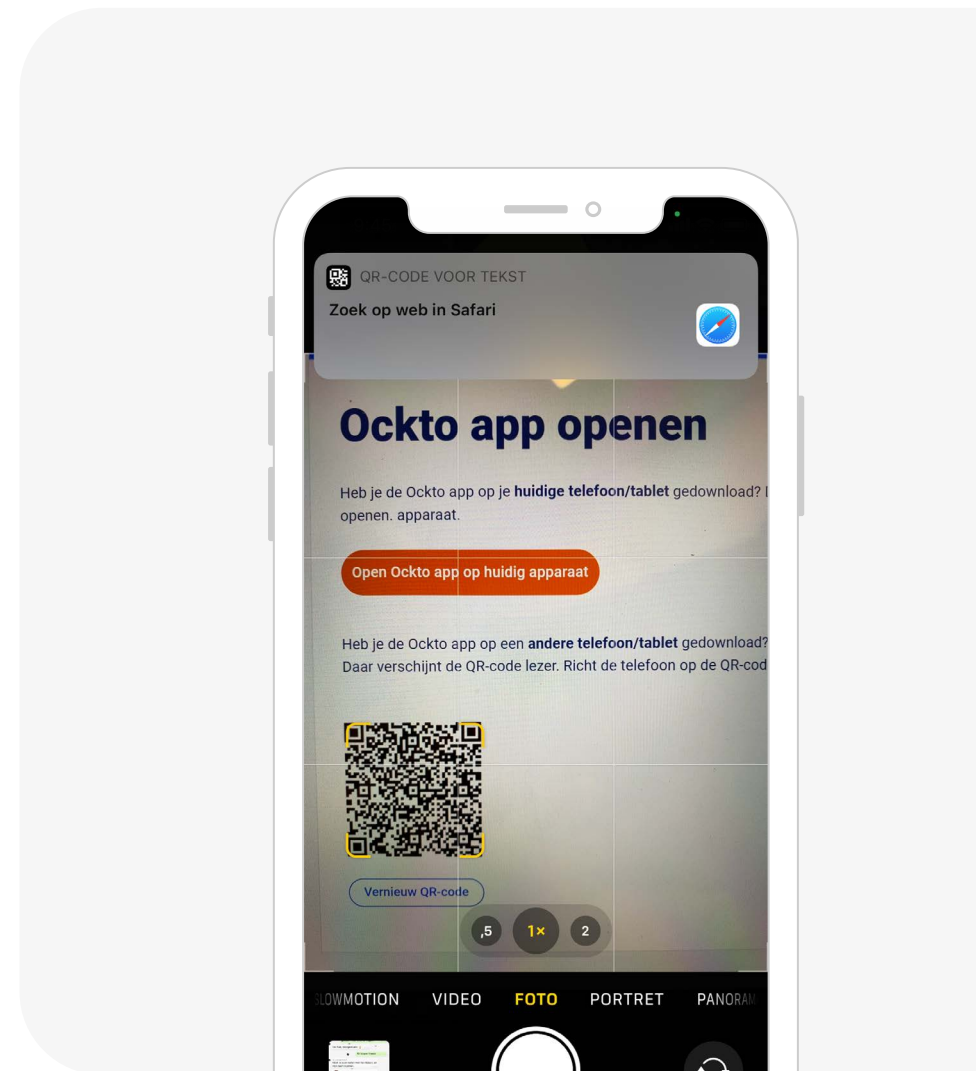 QR-CODE VOOR TEKST
Zoek op web in Safari
Ockto app openen
Heb je de Ockto app op je huidige telefoon/tablet gedownload?
openen. apparaat.
Open Ockto app op huidig apparaat
Heb je de Ockto app op een andere telefoon/tablet gedownload?
Daar verschijnt de QR-code lezer. Richt de telefoon op de QR-cod
Vernieuw QR-code
,5 1× 2
SLOWMOTION VIDEO FOTO PORTRET PANORAM